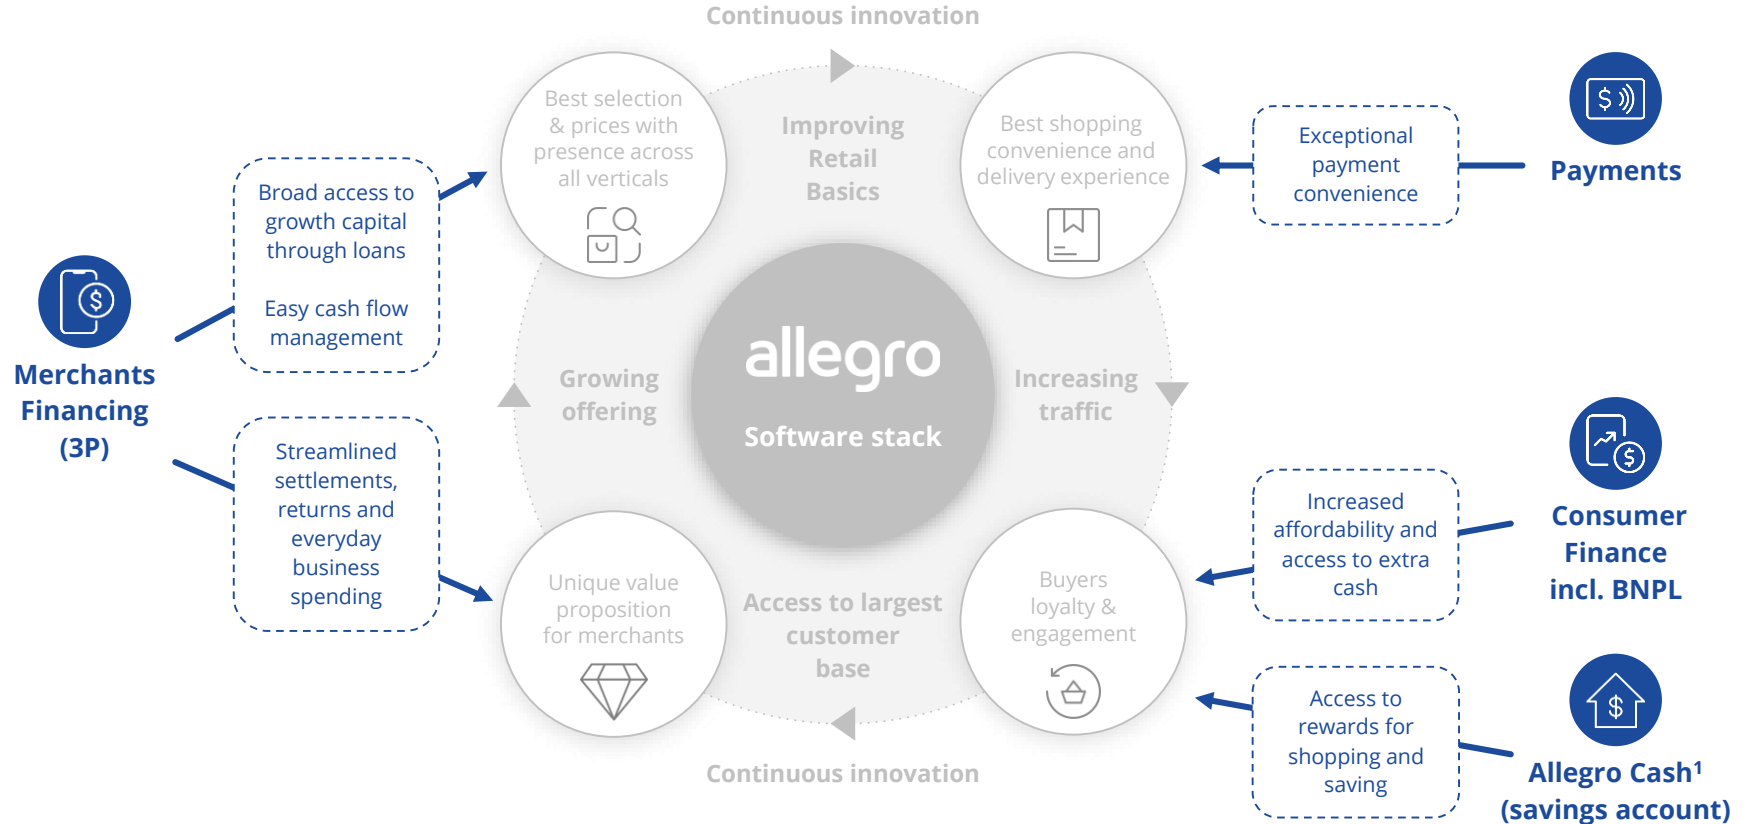 Continuous innovation
Best selection
& prices with
presence across
all verticals
Improving
Retail
Basics
Best shopping
convenience and
delivery experience
Exceptional
payment
convenience
$
Payments
Broad access to
growth capital
through loans
Easy cash flow
management
$
Merchants
Financing
(3P)
Growing
offering
allegro
Software stack
Increasing
traffic
Streamlined
settlements,
returns and
everyday
business
spending
Unique value
proposition
for merchants
Access to largest
customer
base
Buyers
loyalty &
engagement
Increased
affordability and
access to extra
cash
$
Consumer
Finance
incl. BNPL
Access to
rewards for
shopping and
saving
$
Allegro Cash¹
(savings account)
Continuous innovation